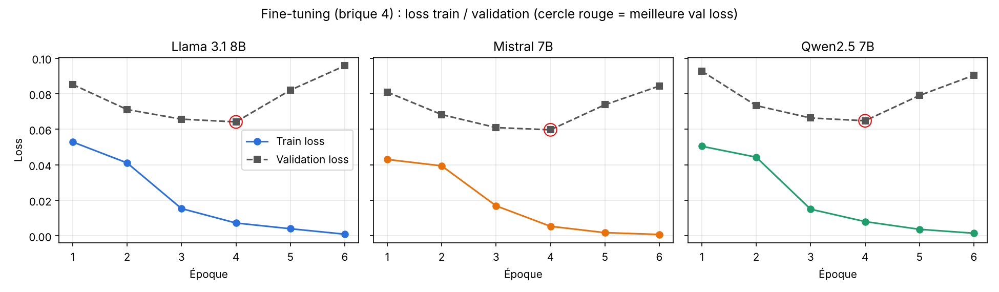 Fine-tuning (brique 4) : loss train / validation (cercle rouge = meilleure val loss)
Llama 3.1 8B
Mistral 7B
Qwen2.5 7B
Loss
0.10
0.08
0.06
0.04
0.02
0.00
Train loss
Validation loss
1 2 3 4 5 6
1 2 3 4 5 6
1 2 3 4 5 6
Époque
Époque
Époque